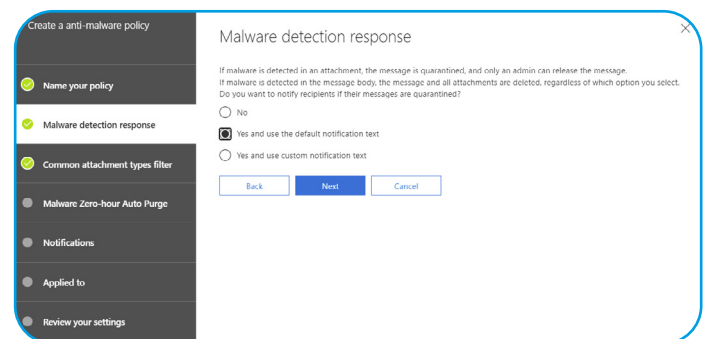 Create a anti-malware policy
Name your policy
Malware detection response
Common attachment types filter
Malware Zero-hour Auto Purge
Notifications
Applied to
Review your settings
Malware detection response
If malware is detected in an attachment, the message is quarantined, and only an admin can release the message.
If malware is detected in the message body, the message and all attachments are deleted, regardless of which option you select.
Do you want to notify recipients if their messages are quarantined?
No
Yes and use the default notification text
Yes and use custom notification text
Back Next Cancel